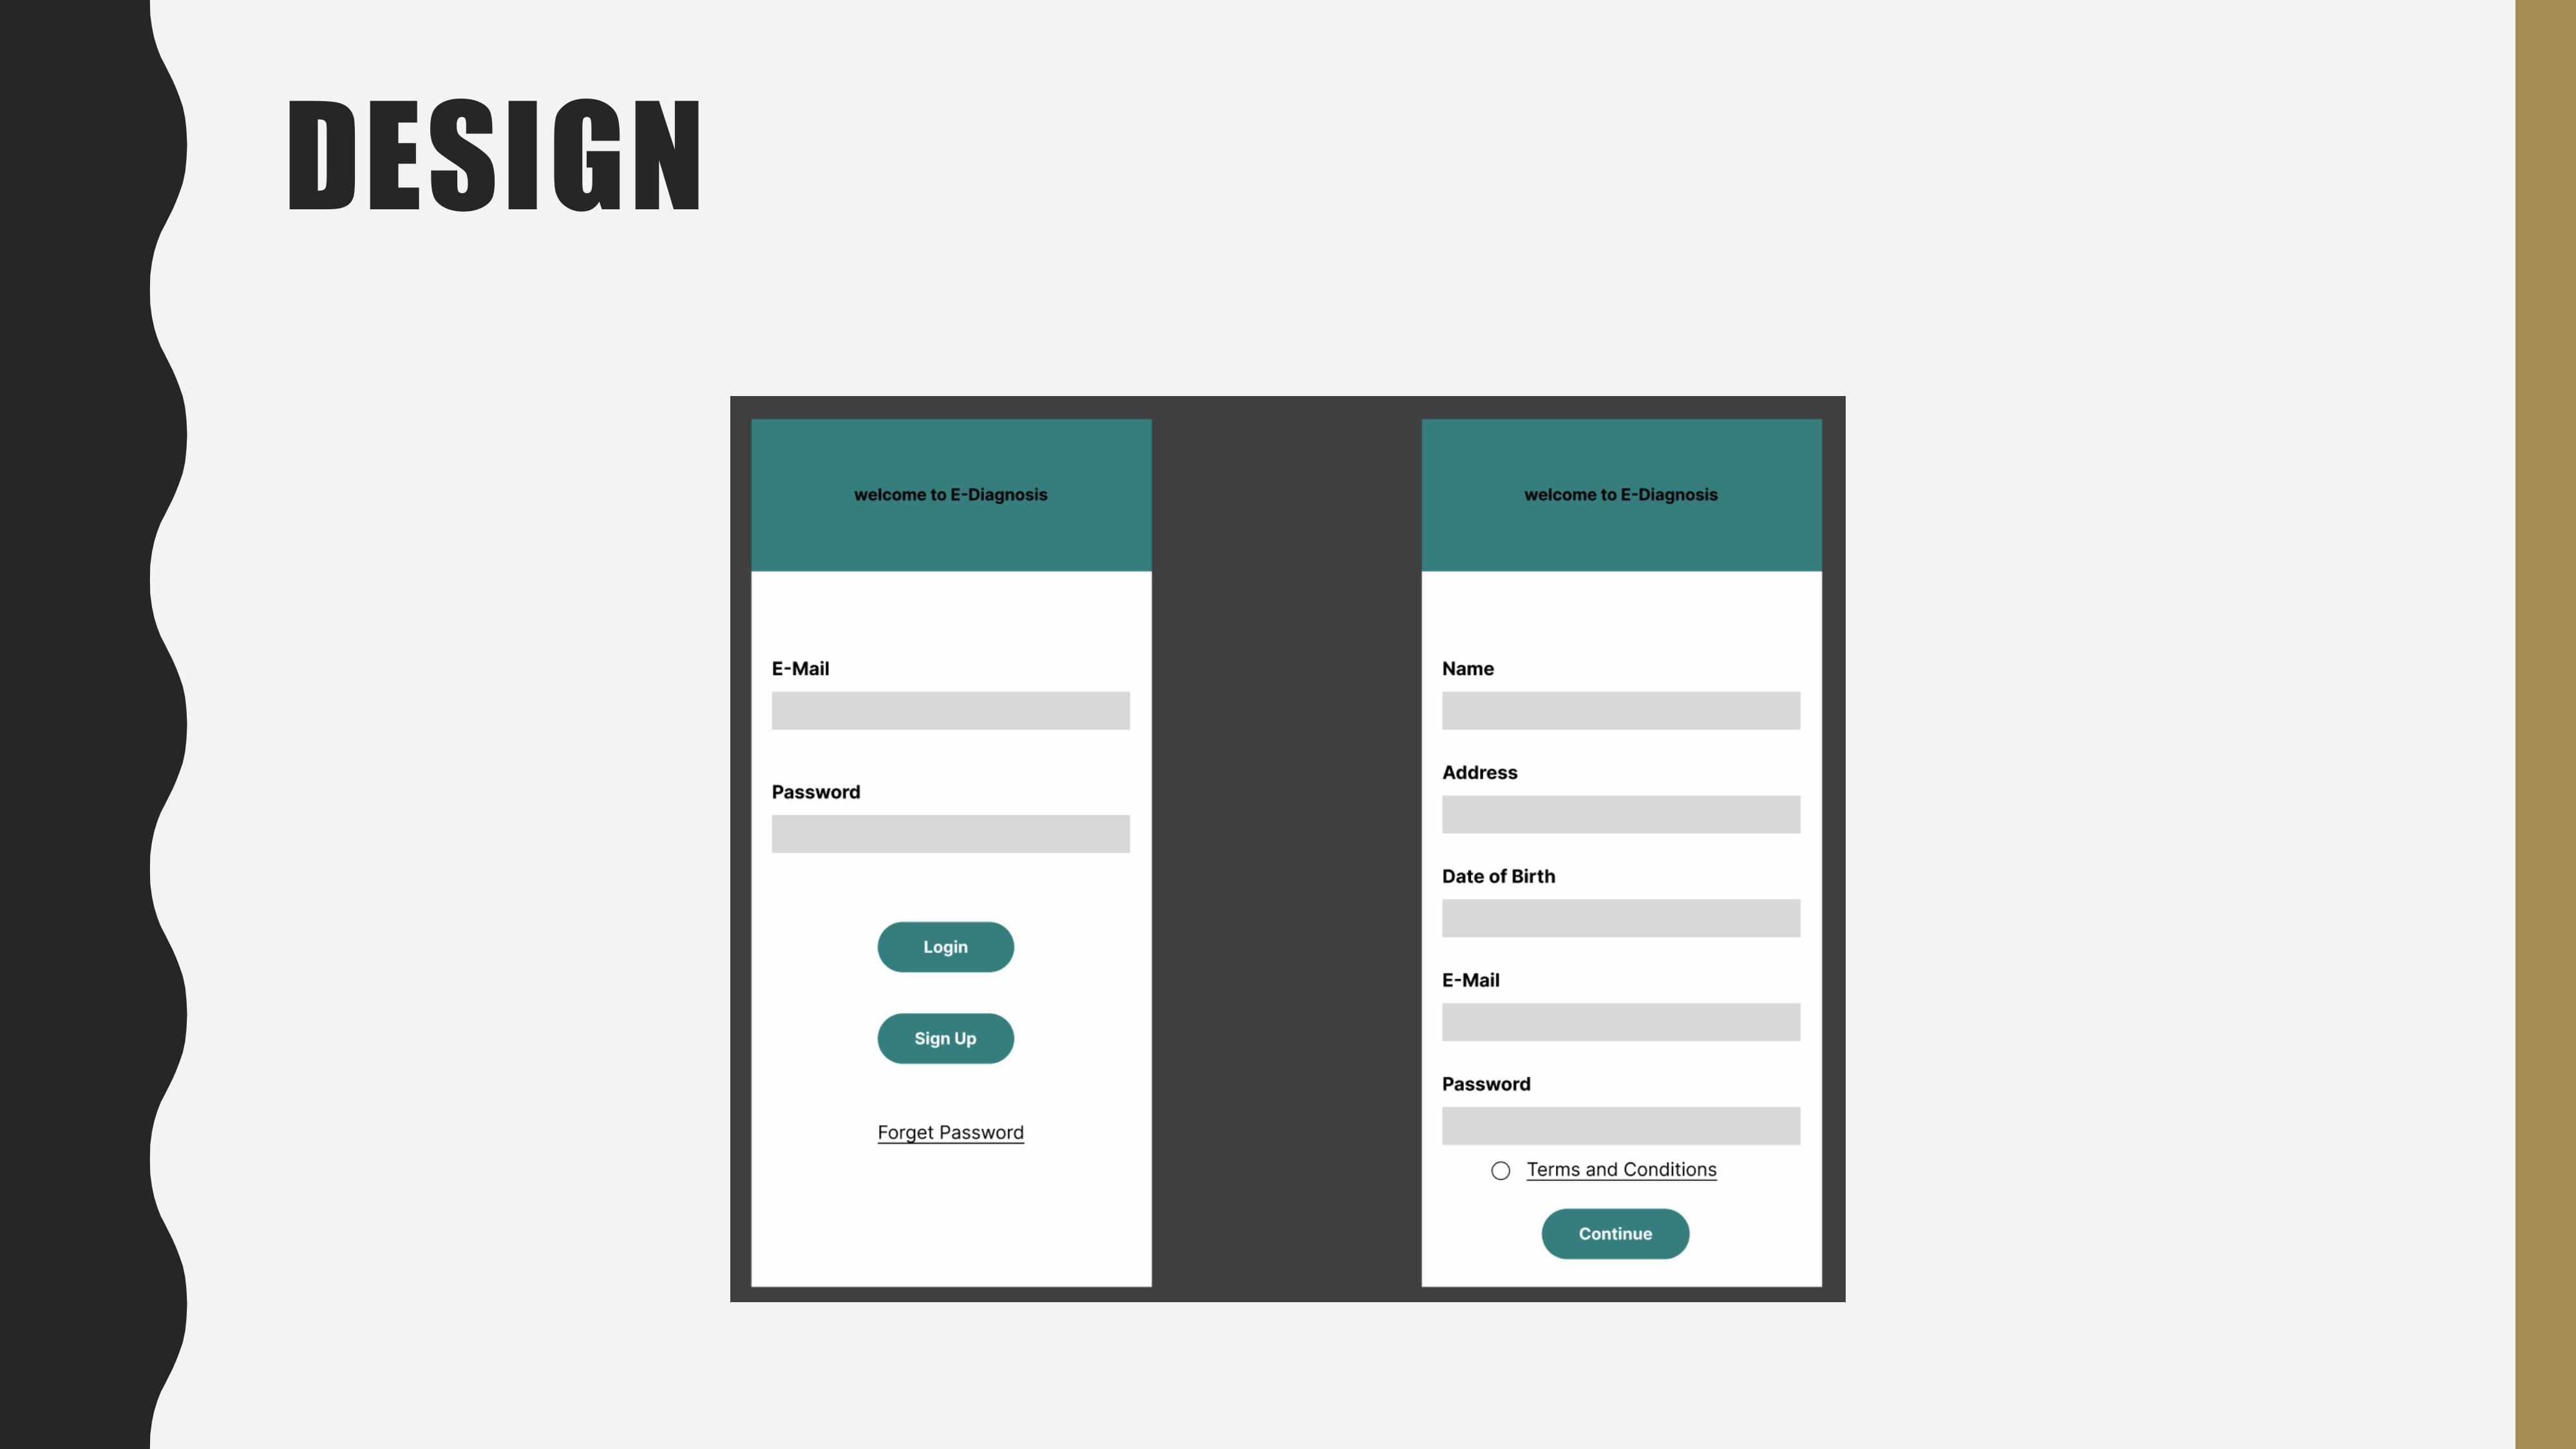 DESIGN
welcome to E-Diagnosis
E-Mail
Password
Login
Sign Up
Forget Password
welcome to E-Diagnosis
Name
Address
Date of Birth
E-Mail
Password
Terms and Conditions
Continue